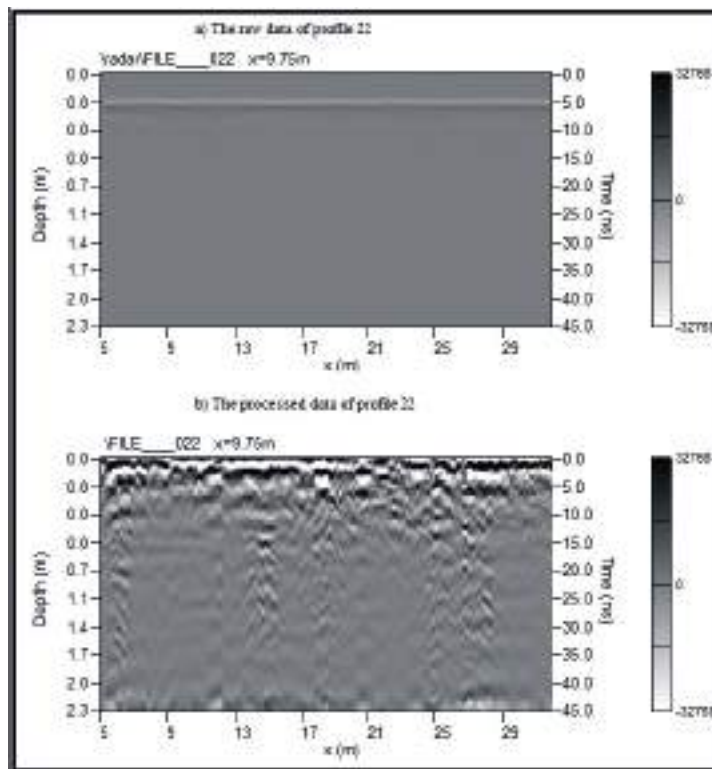 a) The raw data of profile 22
\radar\FILE____022 x=9.75m
0.0 0.0 32768
0.0 5.0
0.0 10.0
0.0 15.0
0.7 20.0 0
1.1 25.0
1.4 30.0
1.7 35.0
2.0 40.0
2.3 45.0 -32768
Depth (m)
Time (ns)
5 9 13 17 21 25 29
x (m)
b) The processed data of profile 22
\FILE____022 x=9.75m
0.0 0.0 32768
0.0 5.0
0.0 10.0
0.0 15.0
0.7 20.0 0
1.1 25.0
1.4 30.0
1.7 35.0
2.0 40.0
2.3 45.0 -32768
Depth (m)
Time (ns)
5 9 13 17 21 25 29
x (m)